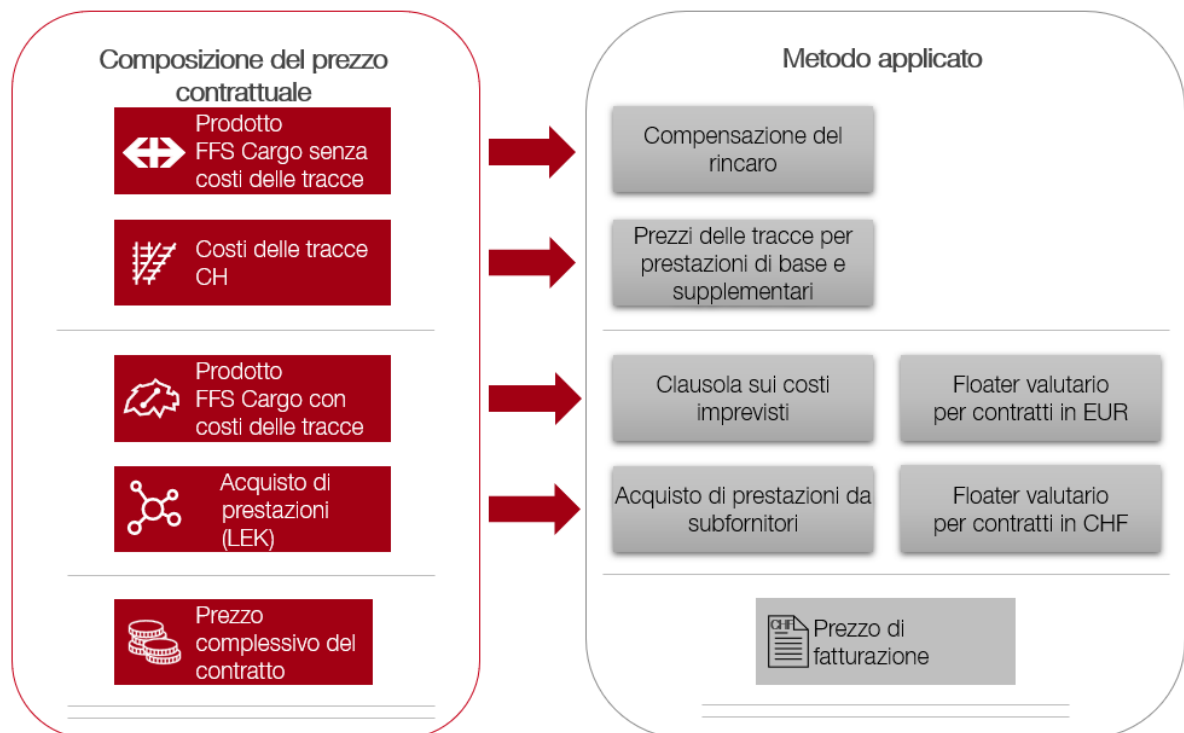 Composizione del prezzo
contrattuale
Prodotto
FFS Cargo senza
costi delle tracce
Costi delle tracce
CH
Prodotto
FFS Cargo con
costi delle tracce
Acquisto di
prestazioni
(LEK)
Prezzo
complessivo del
contratto
Metodo applicato
Compensazione del
rincaro
Prezzi delle tracce per
prestazioni di base e
supplementari
Clausola sui costi
imprevisti
Floater valutario
per contratti in EUR
Acquisto di prestazioni da
subfornitori
Floater valutario
per contratti in CHF
CHF
Prezzo di
fatturazione